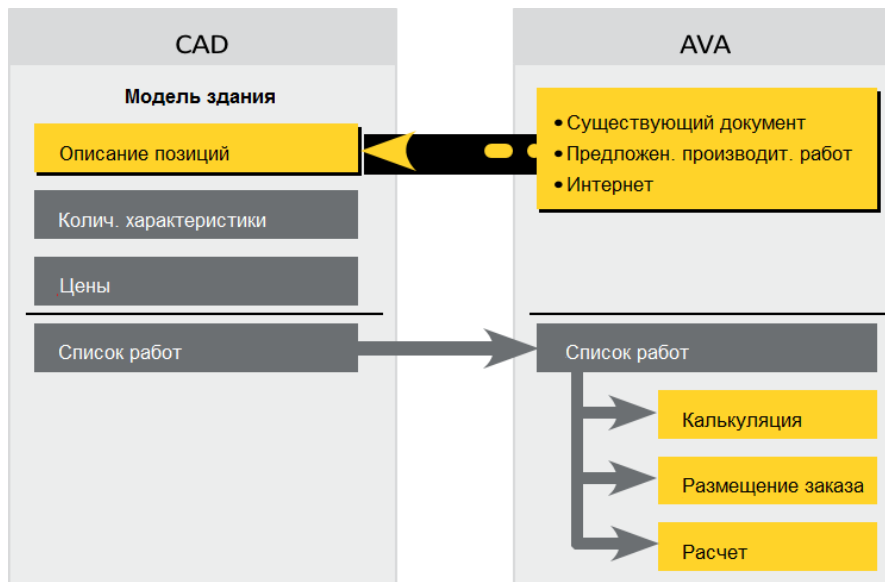 CAD
Модель здания
Описание позиций
Колич. характеристики
Цены
Список работ
AVA
• Существующий документ
• Предложен. производит. работ
• Интернет
Список работ
Калькуляция
Размещение заказа
Расчет